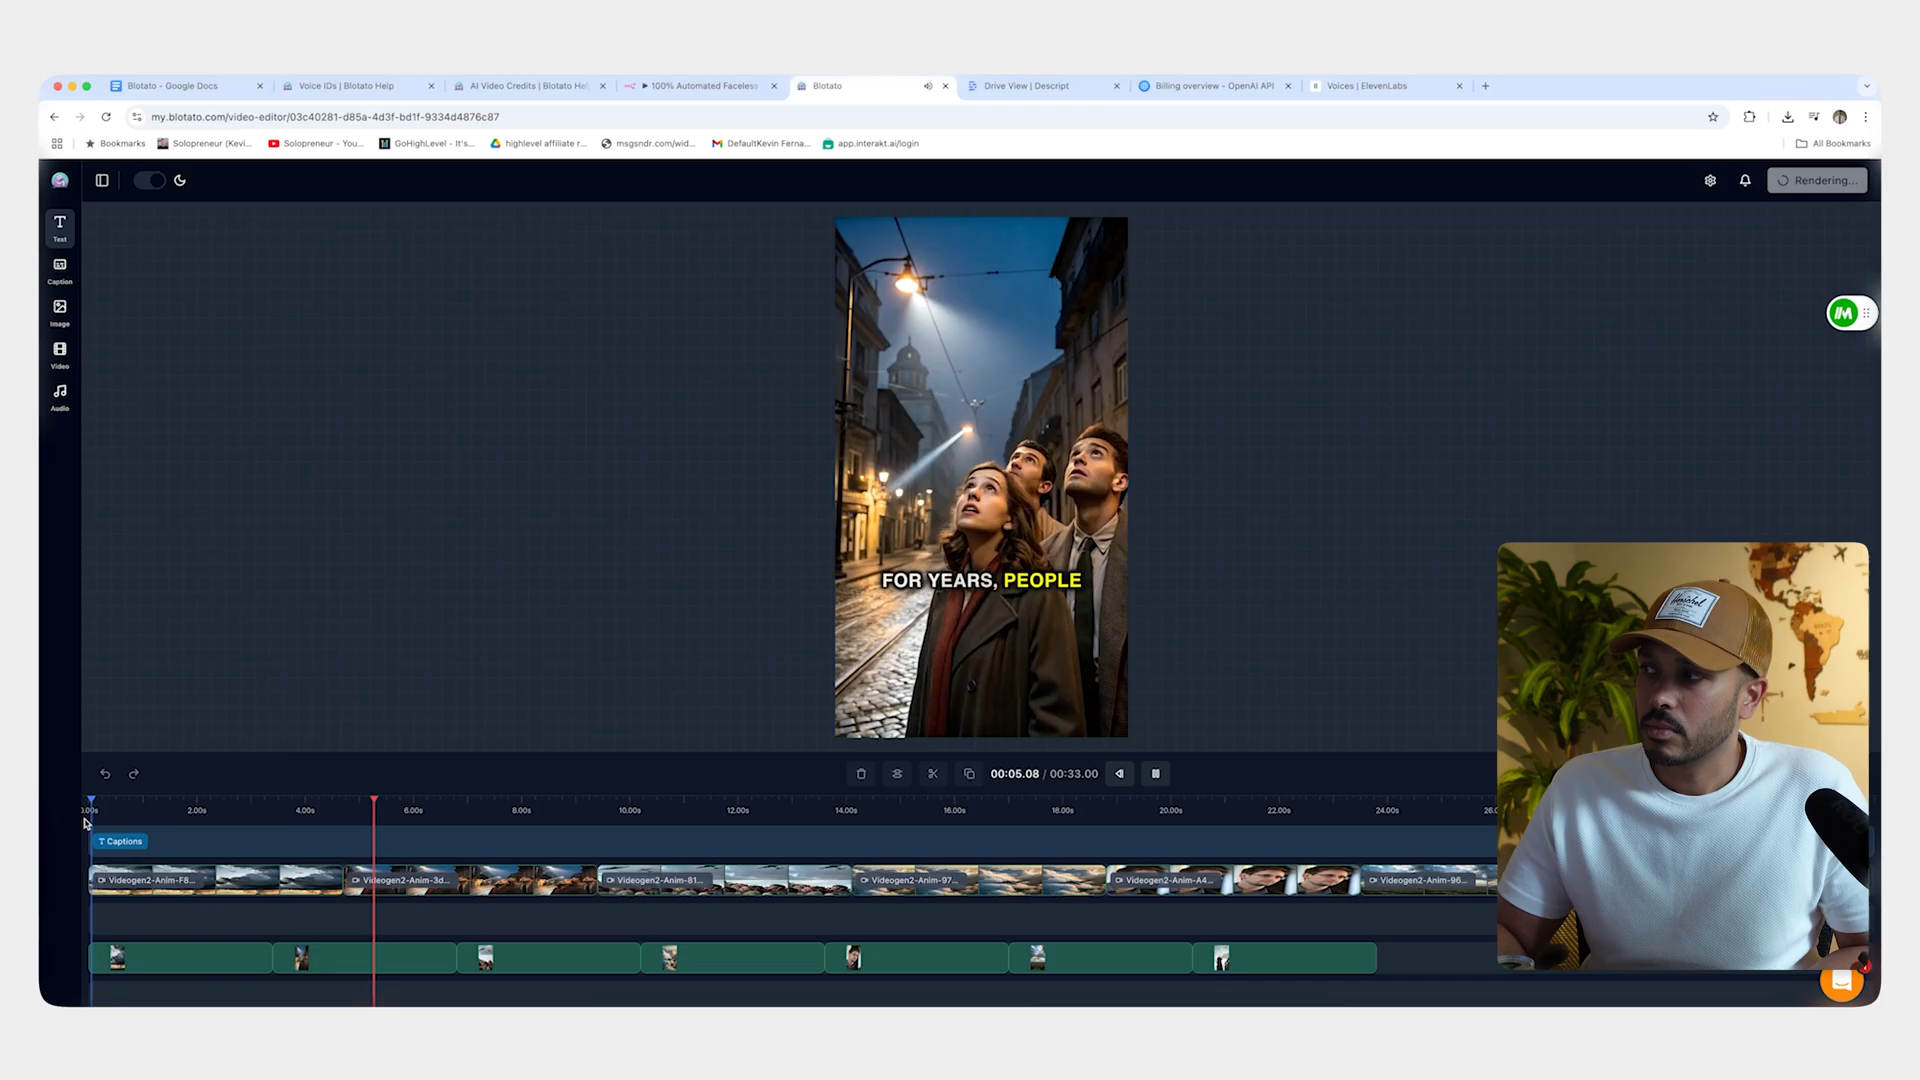 Blotato - Google Docs
Voice IDs | Blotato Help
AI Video Credits | Blotato Hel
100% Automated Faceless
Blotato
Drive View | Descript
Billing overview - OpenAI API
Voices | ElevenLabs
my.blotato.com/video-editor/03c40281-d85a-4d3f-bd1f-9334d4876c87
Bookmarks
Solopreneur (Kevi...
Solopreneur - You...
GoHighLevel - It's...
highlevel affiliate r...
msgsndr.com/wid...
DefaultKevin Ferna...
app.interakt.ai/login
All Bookmarks
Rendering...
Text
Caption
Image
Video
Audio
FOR YEARS, PEOPLE
Herschel
BRAZIL
00:05.08 / 00:33.00
0.00s
2.00s
4.00s
6.00s
8.00s
10.00s
12.00s
14.00s
16.00s
18.00s
20.00s
22.00s
24.00s
26.0
T Captions
Videogen2-Anim-F8...
Videogen2-Anim-3d...
Videogen2-Anim-81...
Videogen2-Anim-97...
Videogen2-Anim-A4...
Videogen2-Anim-96...